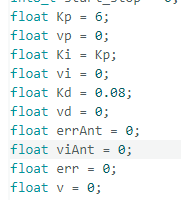 float Kp = 6;
float vp = 0;
float Ki = Kp;
float vi = 0;
float Kd = 0.08;
float vd = 0;
float errAnt = 0;
float viAnt = 0;
float err = 0;
float v = 0;